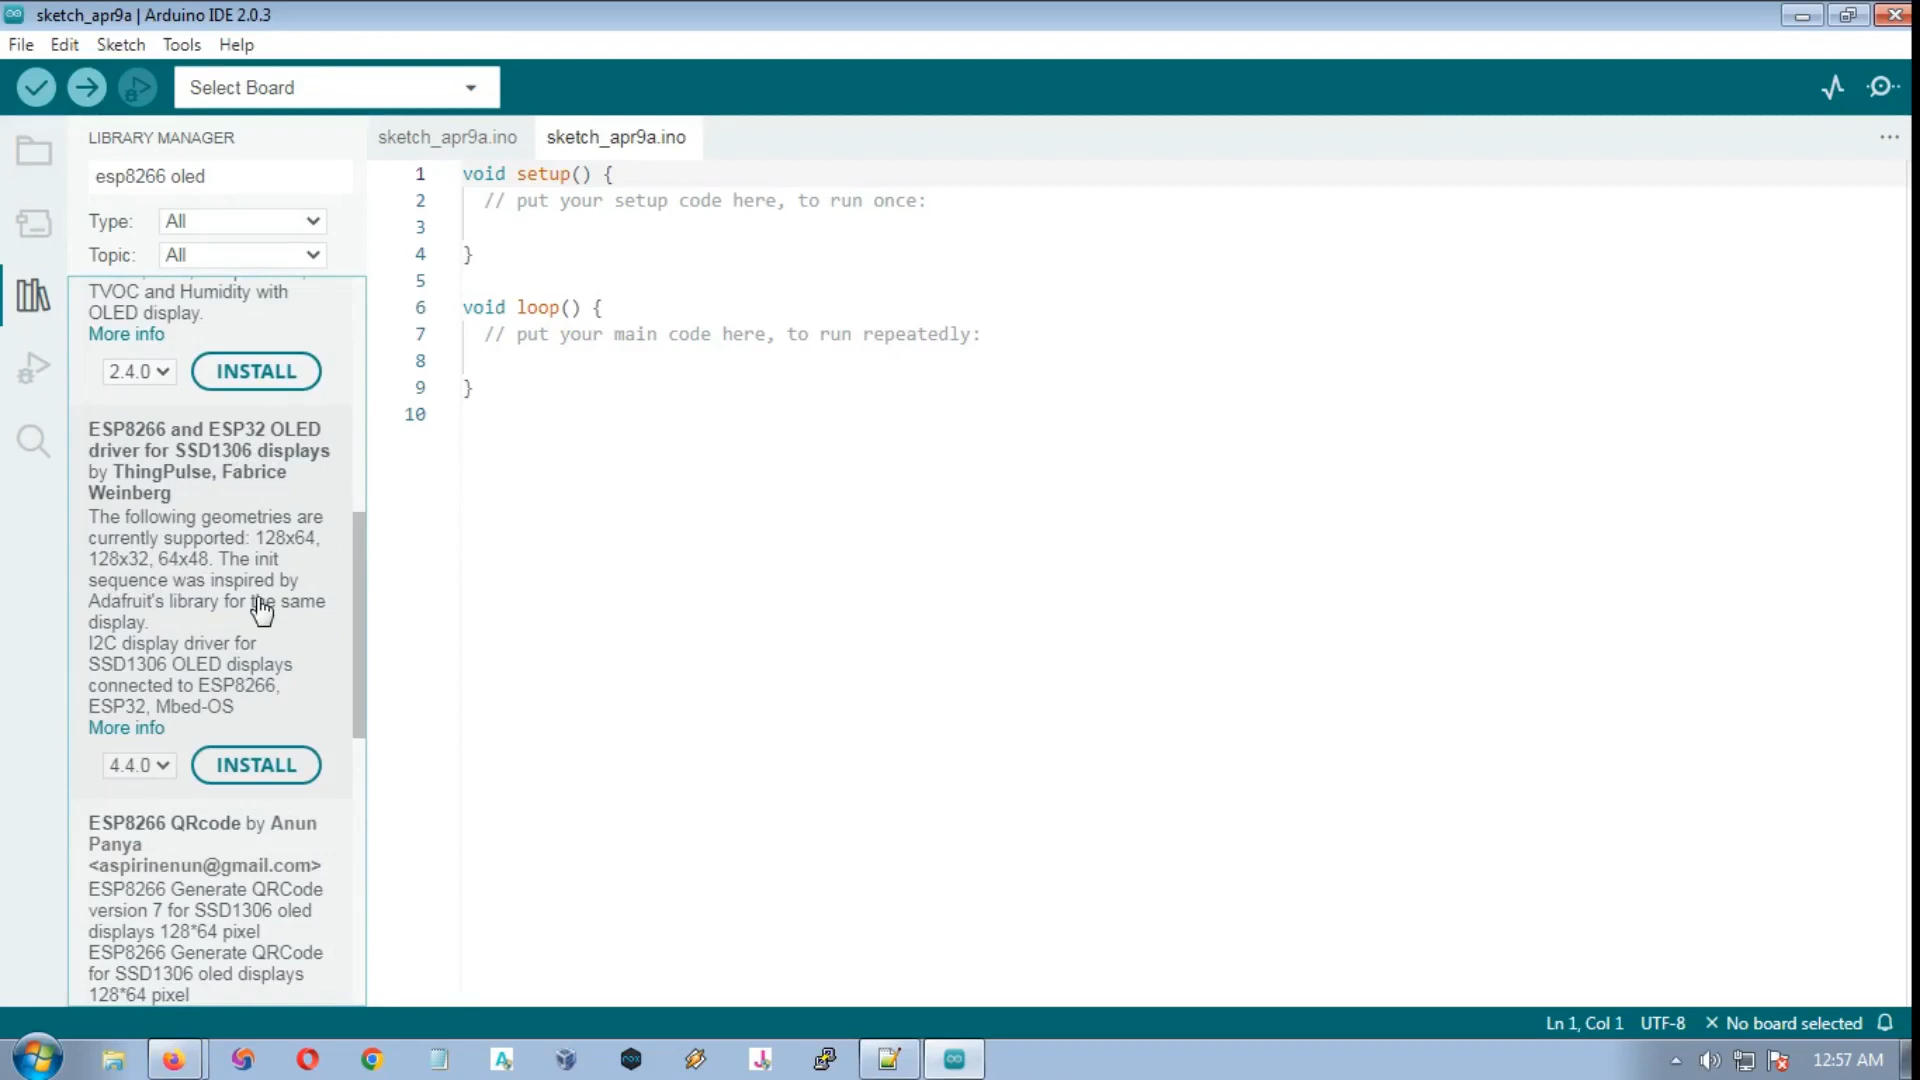 sketch_apr9a | Arduino IDE 2.0.3
File Edit Sketch Tools Help
Select Board
LIBRARY MANAGER
esp8266 oled
Type: All
Topic: All
TVOC and Humidity with
OLED display.
More info
2.4.0 INSTALL
ESP8266 and ESP32 OLED
driver for SSD1306 displays
by ThingPulse, Fabrice
Weinberg
The following geometries are
currently supported: 128x64,
128x32, 64x48. The init
sequence was inspired by
Adafruit's library for the same
display.
I2C display driver for
SSD1306 OLED displays
connected to ESP8266,
ESP32, Mbed-OS
More info
4.4.0 INSTALL
ESP8266 QRcode by Anun
Panya
<aspirinenun@gmail.com>
ESP8266 Generate QRCode
version 7 for SSD1306 oled
displays 128*64 pixel
ESP8266 Generate QRCode
for SSD1306 oled displays
128*64 pixel
sketch_apr9a.ino sketch_apr9a.ino
1 void setup() {
2 // put your setup code here, to run once:
3
4 }
5
6 void loop() {
7 // put your main code here, to run repeatedly:
8
9 }
10
Ln 1, Col 1 UTF-8 No board selected
12:57 AM